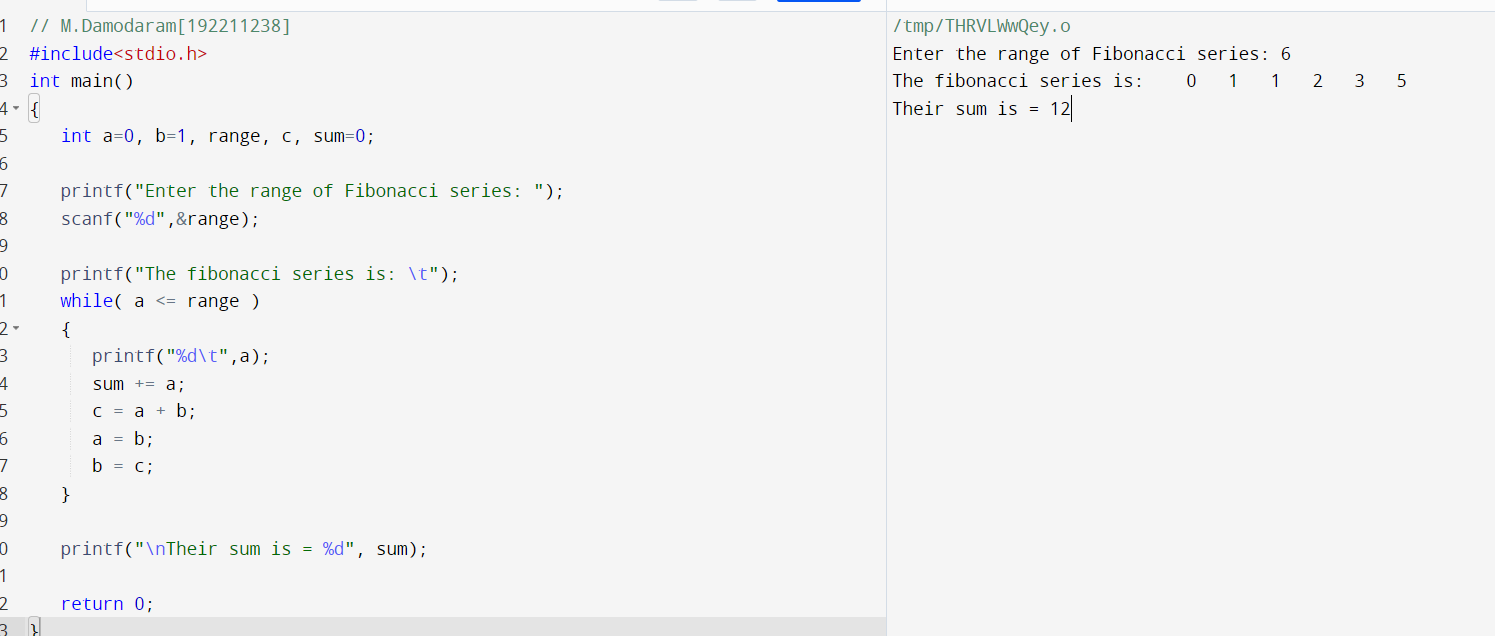 1 // M.Damodaram[192211238]
2 #include<stdio.h>
3 int main()
4 {
5 int a=0, b=1, range, c, sum=0;
6
7 printf("Enter the range of Fibonacci series: ");
8 scanf("%d",&range);
9
0 printf("The fibonacci series is: \t");
1 while( a <= range )
2 {
3 printf("%d\t",a);
4 sum += a;
5 c = a + b;
6 a = b;
7 b = c;
8 }
9
0 printf("\nTheir sum is = %d", sum);
1
2 return 0;
3 }
/tmp/THRVLWwQey.o
Enter the range of Fibonacci series: 6
The fibonacci series is: 0 1 1 2 3 5
Their sum is = 12